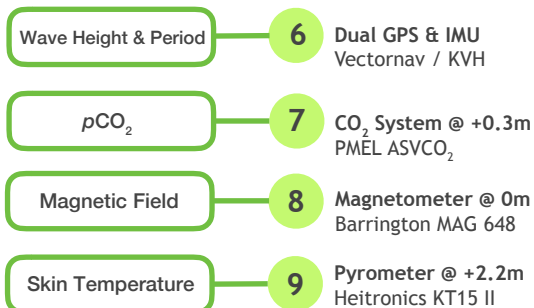 Wave Height & Period
6
Dual GPS & IMU
Vectornav / KVH
pCO₂
7
CO₂ System @ +0.3m
PMEL ASVCO₂
Magnetic Field
8
Magnetometer @ 0m
Barrington MAG 648
Skin Temperature
9
Pyrometer @ +2.2m
Heitronics KT15 II